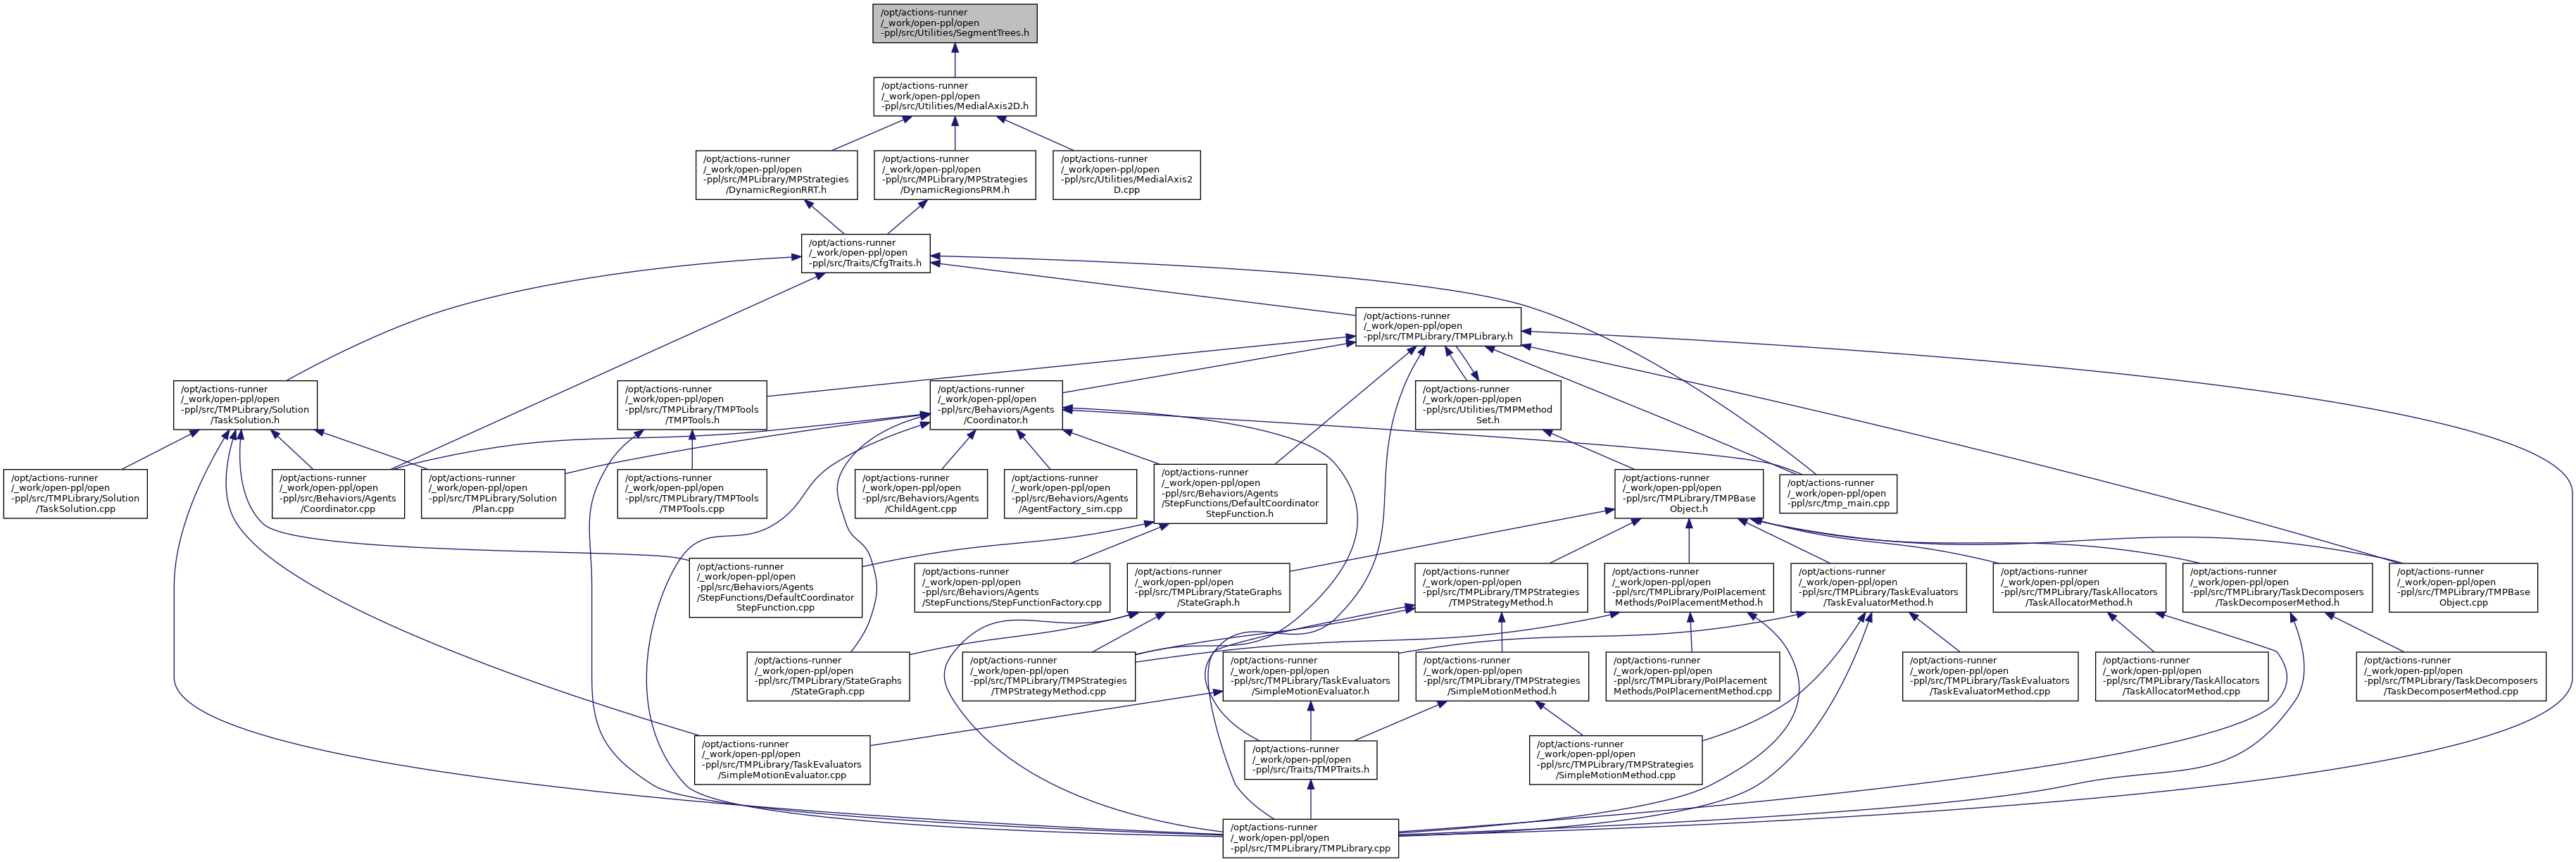 /opt/actions-runner
/_work/open-ppl/open
-ppl/src/Utilities/SegmentTrees.h
/opt/actions-runner
/_work/open-ppl/open
-ppl/src/Utilities/MedialAxis2D.h
/opt/actions-runner
/_work/open-ppl/open
-ppl/src/MPLibrary/MPStrategies
/DynamicRegionRRT.h
/opt/actions-runner
/_work/open-ppl/open
-ppl/src/MPLibrary/MPStrategies
/DynamicRegionsPRM.h
/opt/actions-runner
/_work/open-ppl/open
-ppl/src/Utilities/MedialAxis2
D.cpp
/opt/actions-runner
/_work/open-ppl/open
-ppl/src/Traits/CfgTraits.h
/opt/actions-runner
/_work/open-ppl/open
-ppl/src/TMPLibrary/TMPLibrary.h
/opt/actions-runner
/_work/open-ppl/open
-ppl/src/TMPLibrary/Solution
/TaskSolution.h
/opt/actions-runner
/_work/open-ppl/open
-ppl/src/TMPLibrary/TMPTools
/TMPTools.h
/opt/actions-runner
/_work/open-ppl/open
-ppl/src/Behaviors/Agents
/Coordinator.h
/opt/actions-runner
/_work/open-ppl/open
-ppl/src/Utilities/TMPMethod
Set.h
/opt/actions-runner
/_work/open-ppl/open
-ppl/src/TMPLibrary/Solution
/TaskSolution.cpp
/opt/actions-runner
/_work/open-ppl/open
-ppl/src/Behaviors/Agents
/Coordinator.cpp
/opt/actions-runner
/_work/open-ppl/open
-ppl/src/TMPLibrary/Solution
/Plan.cpp
/opt/actions-runner
/_work/open-ppl/open
-ppl/src/TMPLibrary/TMPTools
/TMPTools.cpp
/opt/actions-runner
/_work/open-ppl/open
-ppl/src/Behaviors/Agents
/ChildAgent.cpp
/opt/actions-runner
/_work/open-ppl/open
-ppl/src/Behaviors/Agents
/AgentFactory_sim.cpp
/opt/actions-runner
/_work/open-ppl/open
-ppl/src/Behaviors/Agents
/StepFunctions/DefaultCoordinator
StepFunction.h
/opt/actions-runner
/_work/open-ppl/open
-ppl/src/TMPLibrary/TMPBase
Object.h
/opt/actions-runner
/_work/open-ppl/open
-ppl/src/tmp_main.cpp
/opt/actions-runner
/_work/open-ppl/open
-ppl/src/Behaviors/Agents
/StepFunctions/DefaultCoordinator
StepFunction.cpp
/opt/actions-runner
/_work/open-ppl/open
-ppl/src/Behaviors/Agents
/StepFunctions/StepFunctionFactory.cpp
/opt/actions-runner
/_work/open-ppl/open
-ppl/src/TMPLibrary/StateGraphs
/StateGraph.h
/opt/actions-runner
/_work/open-ppl/open
-ppl/src/TMPLibrary/TMPStrategies
/TMPStrategyMethod.h
/opt/actions-runner
/_work/open-ppl/open
-ppl/src/TMPLibrary/PoIPlacement
Methods/PoIPlacementMethod.h
/opt/actions-runner
/_work/open-ppl/open
-ppl/src/TMPLibrary/TaskEvaluators
/TaskEvaluatorMethod.h
/opt/actions-runner
/_work/open-ppl/open
-ppl/src/TMPLibrary/TaskAllocators
/TaskAllocatorMethod.h
/opt/actions-runner
/_work/open-ppl/open
-ppl/src/TMPLibrary/TaskDecomposers
/TaskDecomposerMethod.h
/opt/actions-runner
/_work/open-ppl/open
-ppl/src/TMPLibrary/TMPBase
Object.cpp
/opt/actions-runner
/_work/open-ppl/open
-ppl/src/TMPLibrary/StateGraphs
/StateGraph.cpp
/opt/actions-runner
/_work/open-ppl/open
-ppl/src/TMPLibrary/TMPStrategies
/TMPStrategyMethod.cpp
/opt/actions-runner
/_work/open-ppl/open
-ppl/src/TMPLibrary/TaskEvaluators
/SimpleMotionEvaluator.h
/opt/actions-runner
/_work/open-ppl/open
-ppl/src/TMPLibrary/TMPStrategies
/SimpleMotionMethod.h
/opt/actions-runner
/_work/open-ppl/open
-ppl/src/TMPLibrary/PoIPlacement
Methods/PoIPlacementMethod.cpp
/opt/actions-runner
/_work/open-ppl/open
-ppl/src/TMPLibrary/TaskEvaluators
/TaskEvaluatorMethod.cpp
/opt/actions-runner
/_work/open-ppl/open
-ppl/src/TMPLibrary/TaskAllocators
/TaskAllocatorMethod.cpp
/opt/actions-runner
/_work/open-ppl/open
-ppl/src/TMPLibrary/TaskDecomposers
/TaskDecomposerMethod.cpp
/opt/actions-runner
/_work/open-ppl/open
-ppl/src/TMPLibrary/TaskEvaluators
/SimpleMotionEvaluator.cpp
/opt/actions-runner
/_work/open-ppl/open
-ppl/src/Traits/TMPTraits.h
/opt/actions-runner
/_work/open-ppl/open
-ppl/src/TMPLibrary/TMPStrategies
/SimpleMotionMethod.cpp
/opt/actions-runner
/_work/open-ppl/open
-ppl/src/TMPLibrary/TMPLibrary.cpp